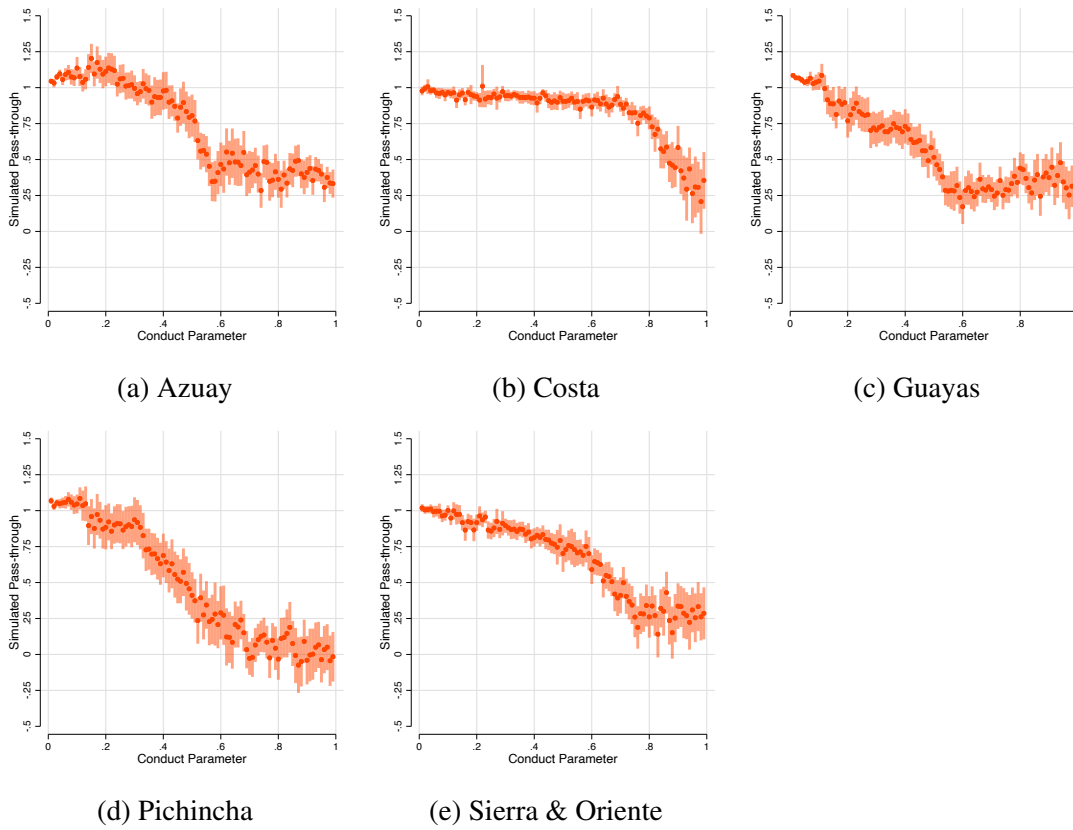 1.5
1.25
1
.75
.5
.25
0
-.25
-.5
Simulated Pass-through
0 .2 .4 .6 .8 1
Conduct Parameter
(a) Azuay
1.5
1.25
1
.75
.5
.25
0
-.25
-.5
Simulated Pass-through
0 .2 .4 .6 .8 1
Conduct Parameter
(b) Costa
1.5
1.25
1
.75
.5
.25
0
-.25
-.5
Simulated Pass-through
0 .2 .4 .6 .8
Conduct Parameter
(c) Guayas
1.5
1.25
1
.75
.5
.25
0
-.25
-.5
Simulated Pass-through
0 .2 .4 .6 .8 1
Conduct Parameter
(d) Pichincha
1.5
1.25
1
.75
.5
.25
0
-.25
-.5
Simulated Pass-through
0 .2 .4 .6 .8 1
Conduct Parameter
(e) Sierra & Oriente